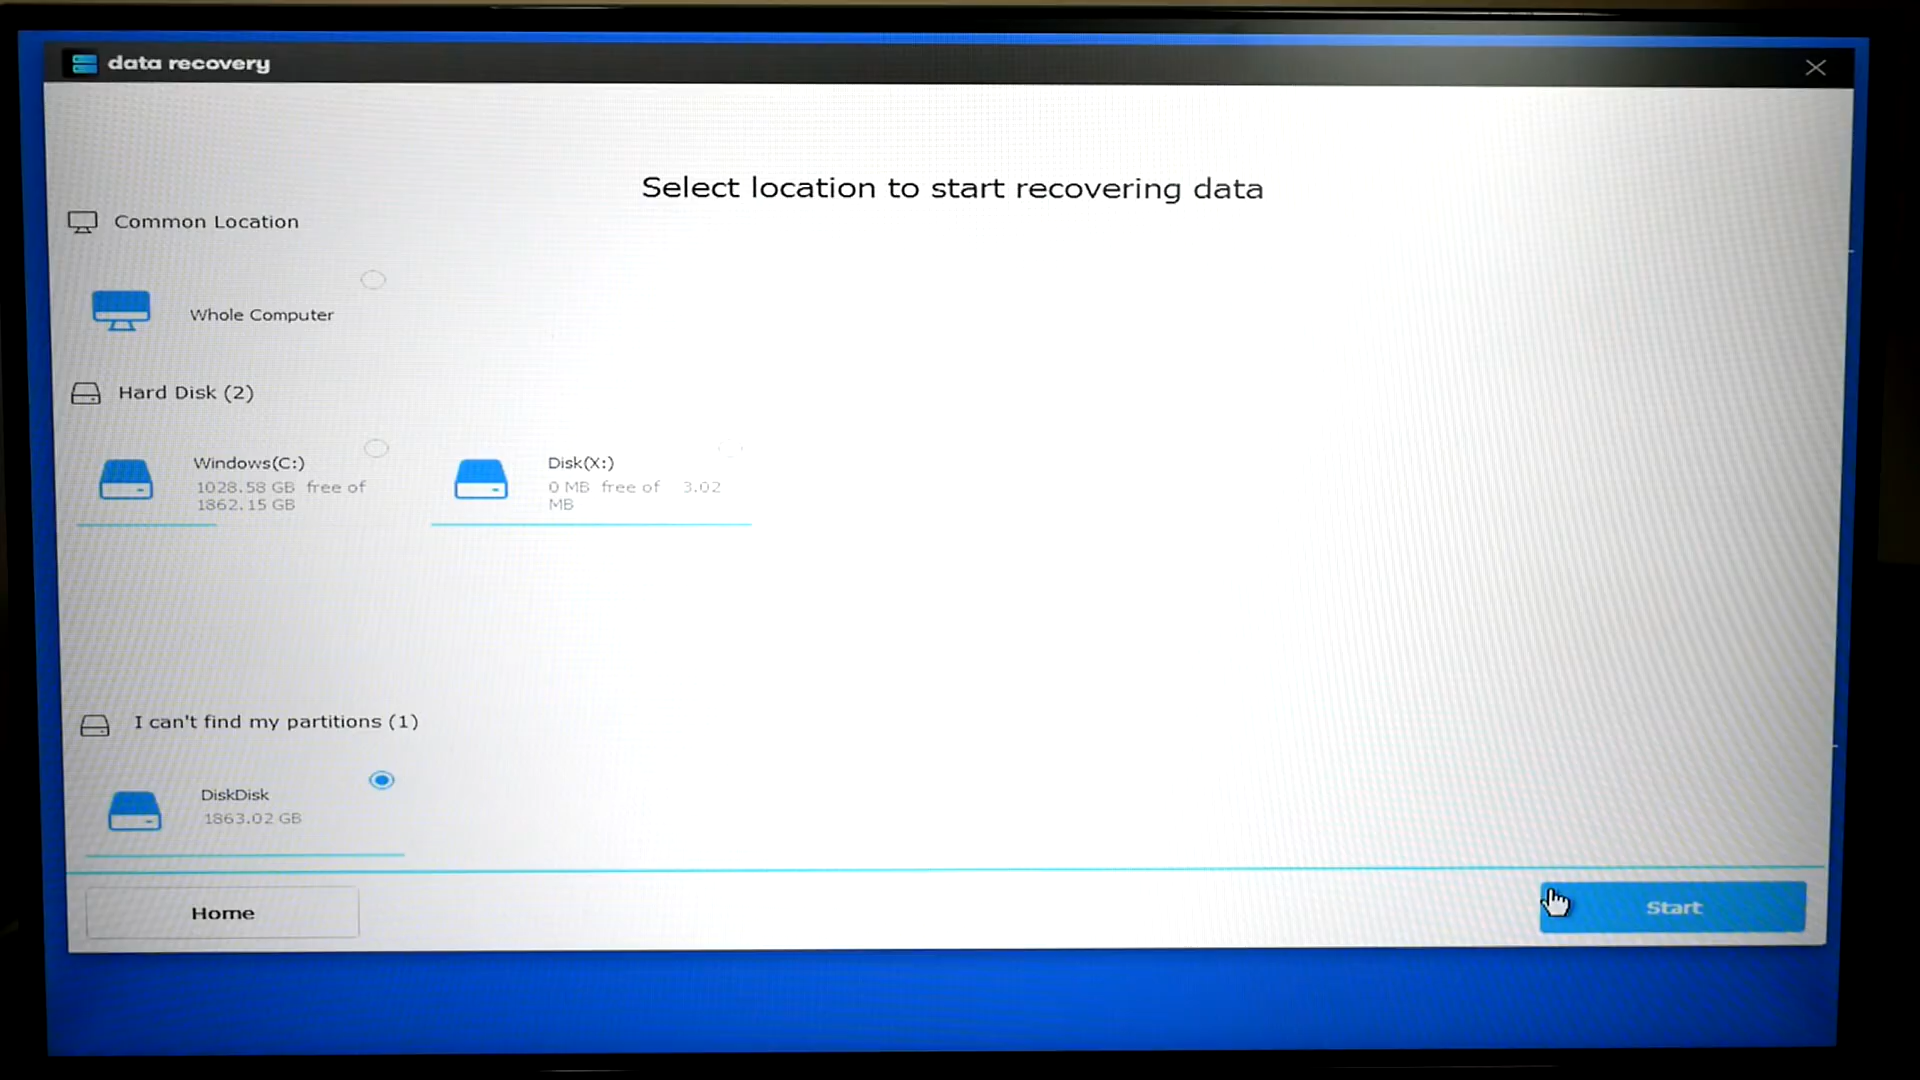 data recovery
Select location to start recovering data
Common Location
Whole Computer
Hard Disk (2)
Windows(C:)
1028.58 GB free of
1862.15 GB
Disk(X:)
0 MB free of 3.02
MB
I can't find my partitions (1)
DiskDisk
1863.02 GB
Home
Start